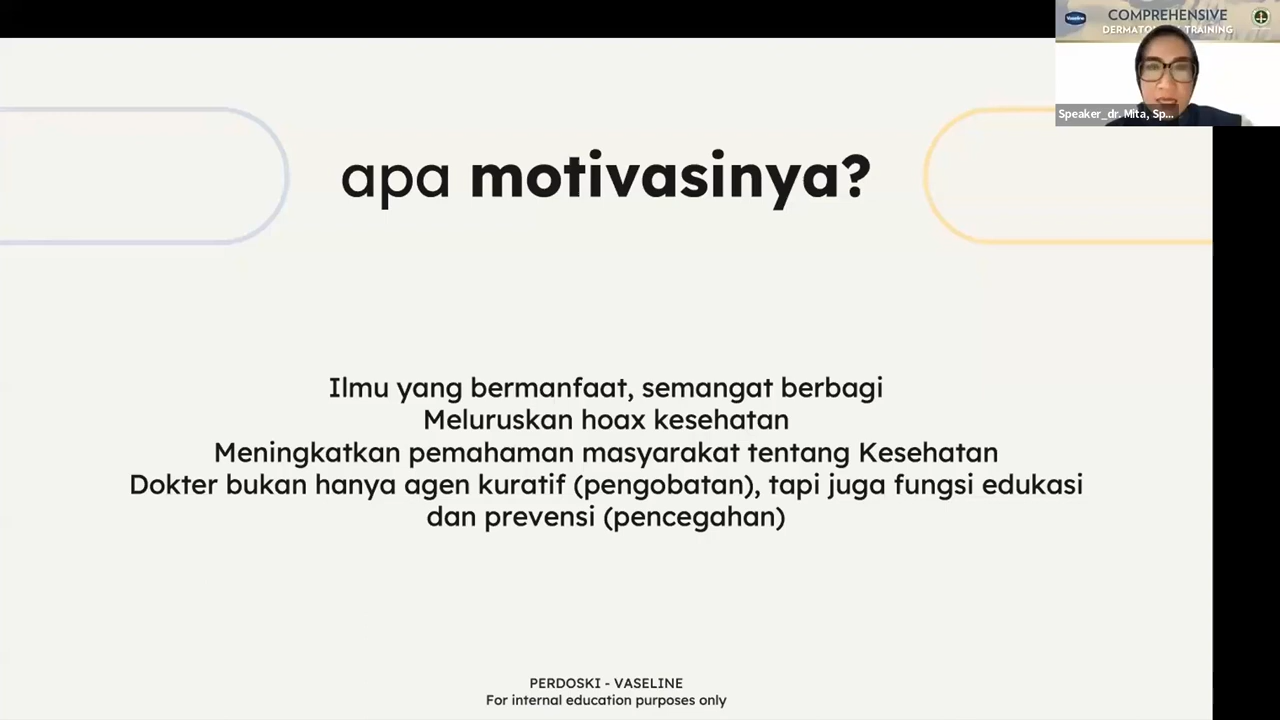 Vaseline
COMPREHENSIVE
DERMATO TRAINING
Speaker_dr. Mita, Sp...
apa motivasinya?
Ilmu yang bermanfaat, semangat berbagi
Meluruskan hoax kesehatan
Meningkatkan pemahaman masyarakat tentang Kesehatan
Dokter bukan hanya agen kuratif (pengobatan), tapi juga fungsi edukasi
dan prevensi (pencegahan)
PERDOSKI - VASELINE
For internal education purposes only